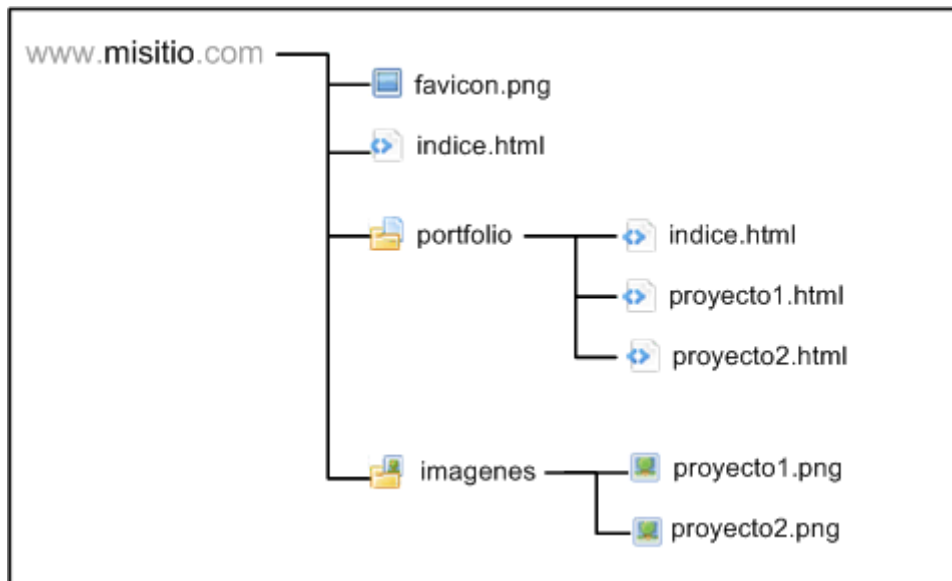 www.misitio.com
favicon.png
indice.html
portfolio
indice.html
proyecto1.html
proyecto2.html
imagenes
proyecto1.png
proyecto2.png